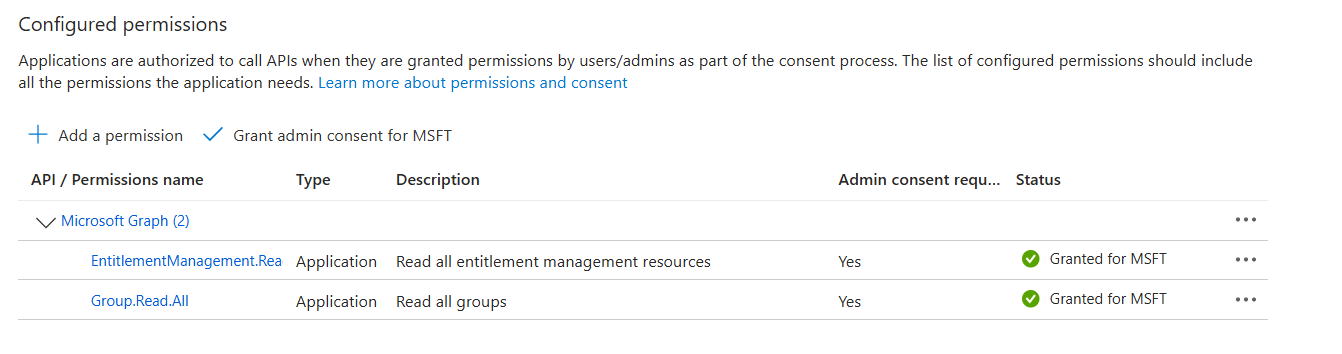 Configured permissions
Applications are authorized to call APIs when they are granted permissions by users/admins as part of the consent process. The list of configured permissions should include
all the permissions the application needs. Learn more about permissions and consent
Add a permission Grant admin consent for MSFT
API / Permissions name Type Description Admin consent requ... Status
Microsoft Graph (2)
EntitlementManagement.Rea Application Read all entitlement management resources Yes Granted for MSFT
Group.Read.All Application Read all groups Yes Granted for MSFT